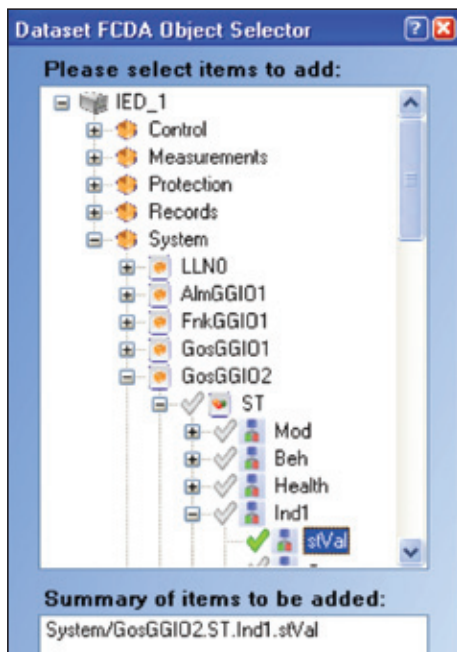 Dataset FCDA Object Selector
Please select items to add:
IED_1
Control
Measurements
Protection
Records
System
LLN0
AlmGGIO1
FnkGGIO1
GosGGIO1
GosGGIO2
ST
Mod
Beh
Health
Ind1
stVal
Summary of items to be added:
System/GosGGIO2.ST.Ind1.stVal